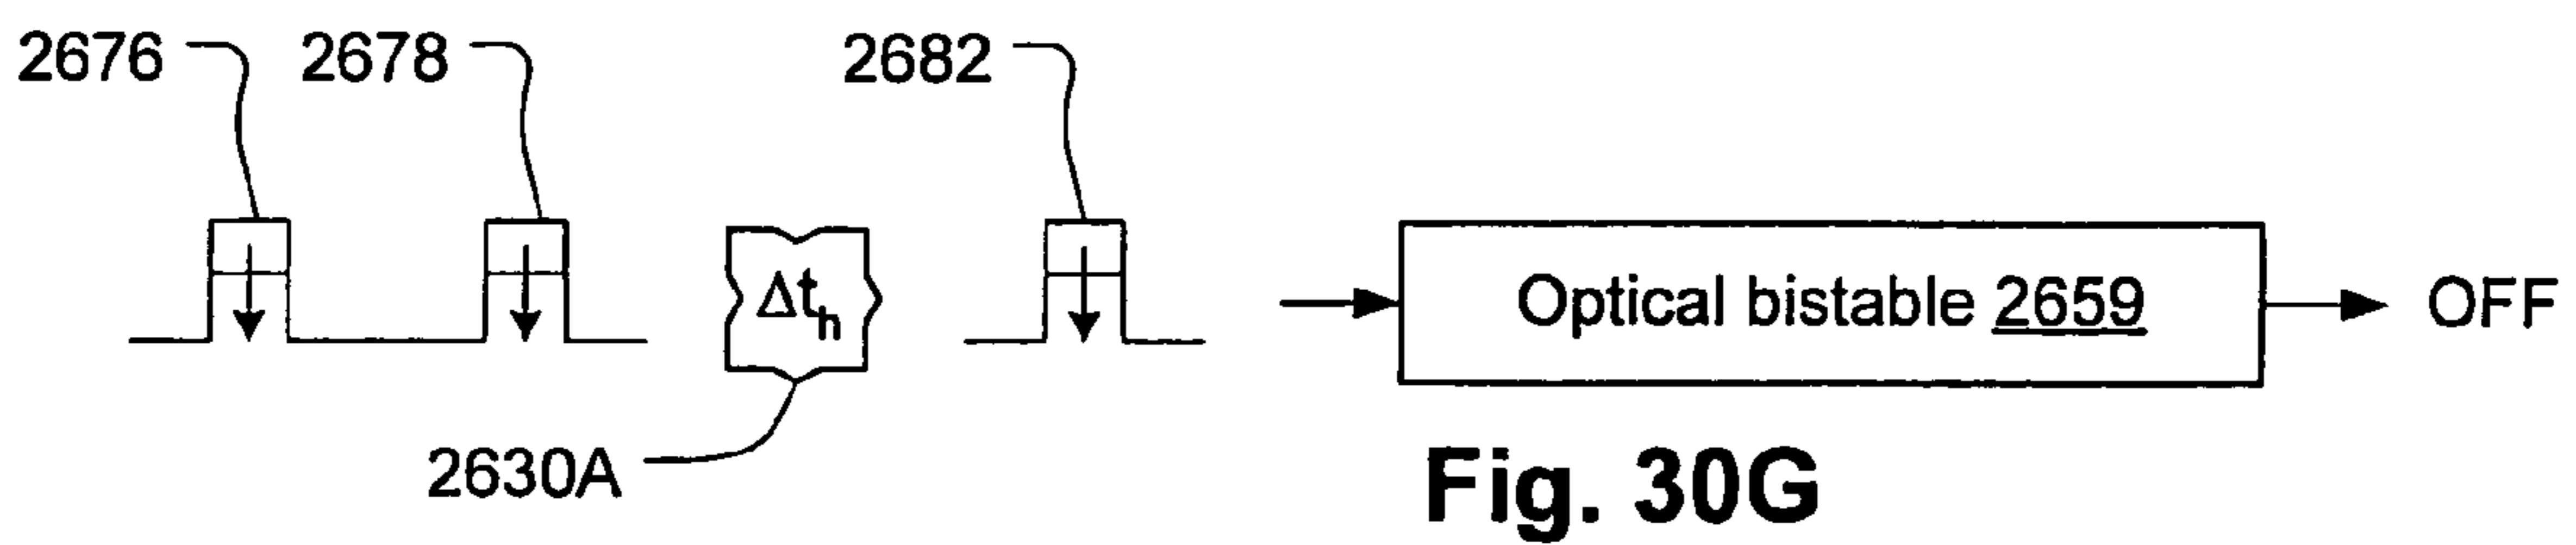 2676 2678 2682
Δth
Optical bistable 2659
OFF
2630A
Fig. 30G